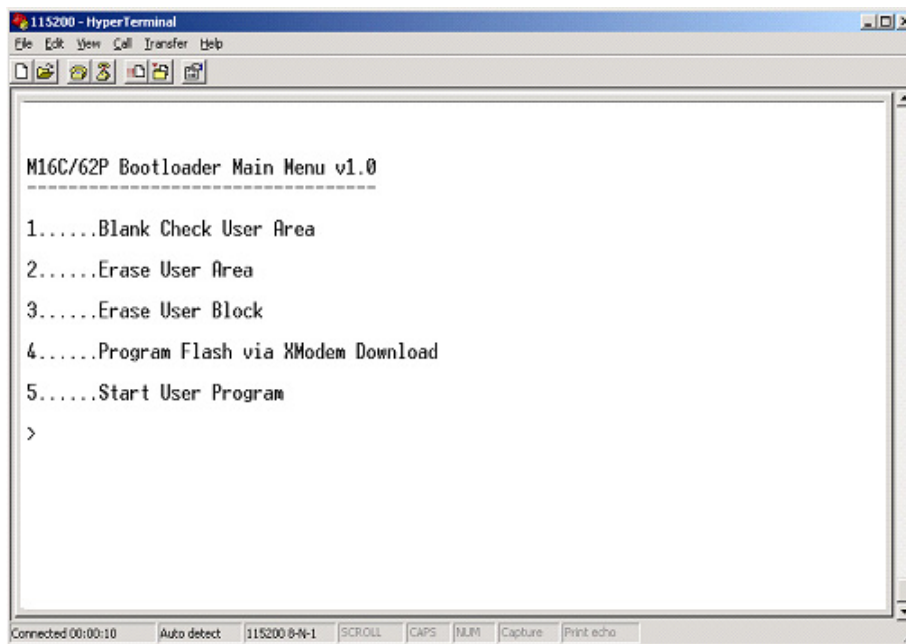 115200 - HyperTerminal
File Edit View Call Transfer Help
M16C/62P Bootloader Main Menu v1.0
----------------------------------
1......Blank Check User Area
2......Erase User Area
3......Erase User Block
4......Program Flash via XModem Download
5......Start User Program
>
Connected 00:00:10 Auto detect 115200 8-N-1 SCROLL CAPS NUM Capture Print echo